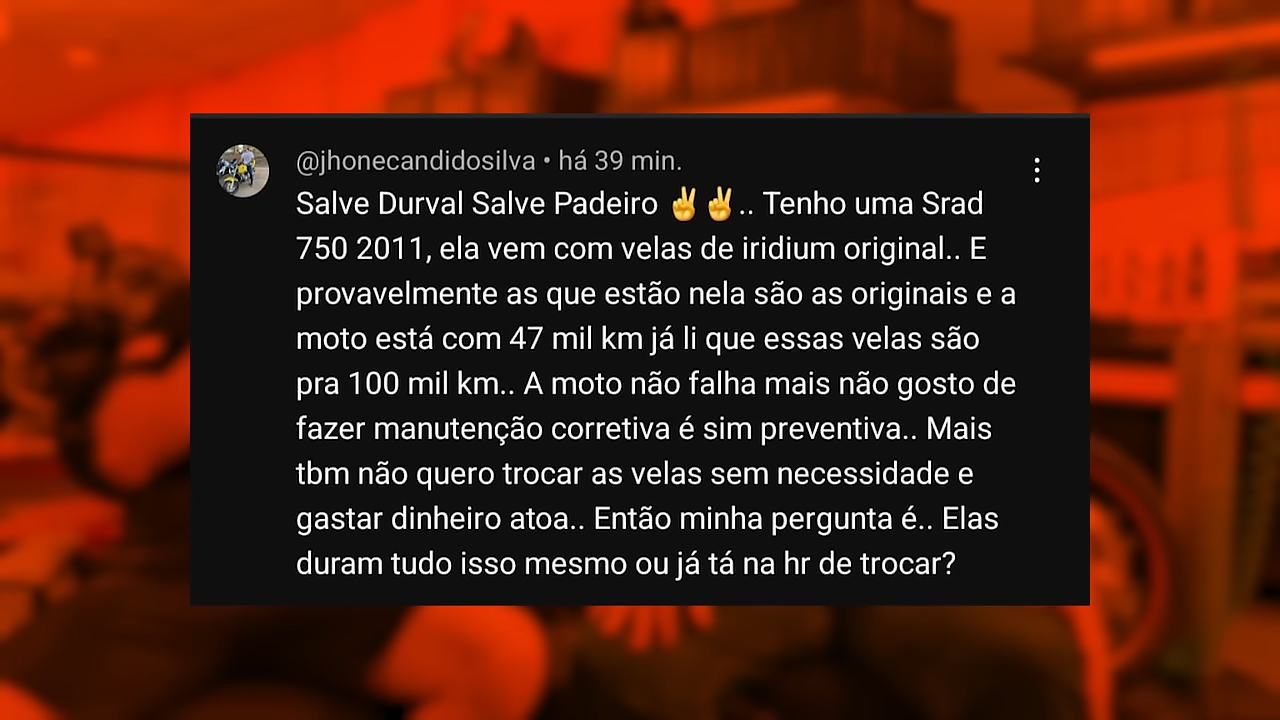 @jhonecandidosilva • há 39 min.
Salve Durval Salve Padeiro ✌️✌️.. Tenho uma Srad
750 2011, ela vem com velas de iridium original.. E
provavelmente as que estão nela são as originais e a
moto está com 47 mil km já li que essas velas são
pra 100 mil km.. A moto não falha mais não gosto de
fazer manutenção corretiva é sim preventiva.. Mais
tbm não quero trocar as velas sem necessidade e
gastar dinheiro atoa.. Então minha pergunta é.. Elas
duram tudo isso mesmo ou já tá na hr de trocar?